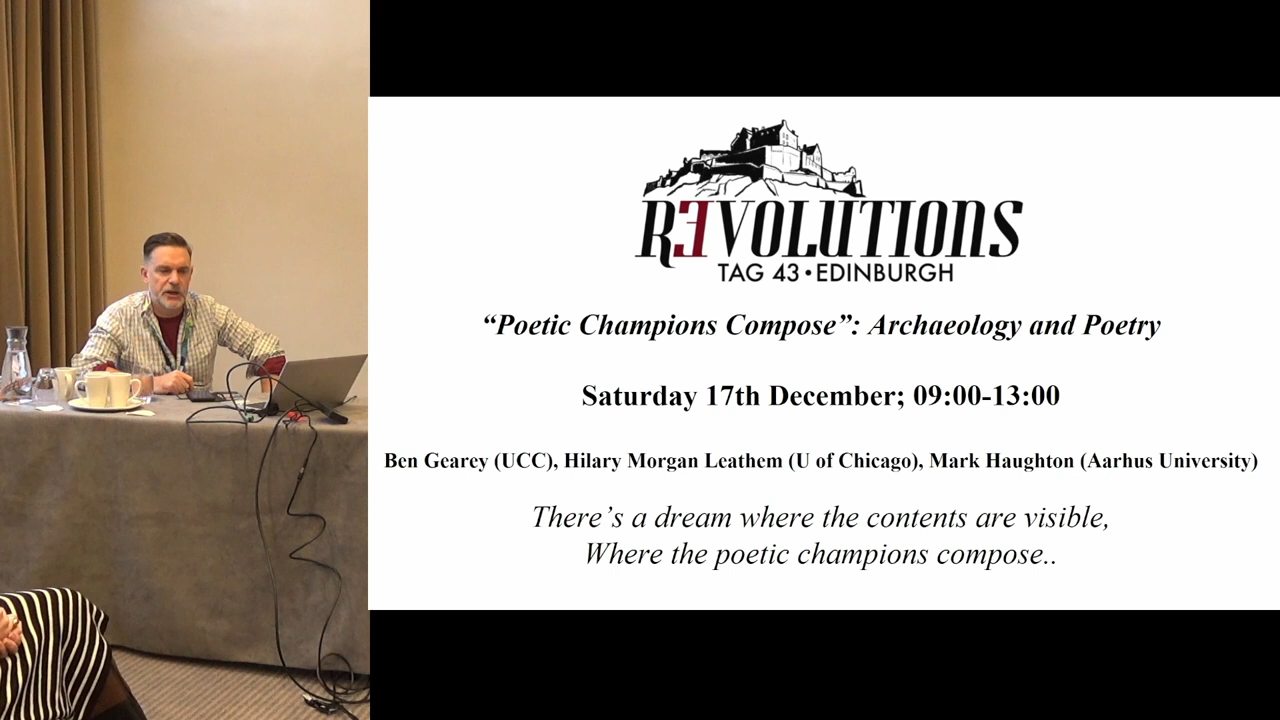 RƎVOLUTIONS
TAG 43 • EDINBURGH
“Poetic Champions Compose”: Archaeology and Poetry
Saturday 17th December; 09:00-13:00
Ben Gearey (UCC), Hilary Morgan Leathem (U of Chicago), Mark Haughton (Aarhus University)
There’s a dream where the contents are visible,
Where the poetic champions compose..